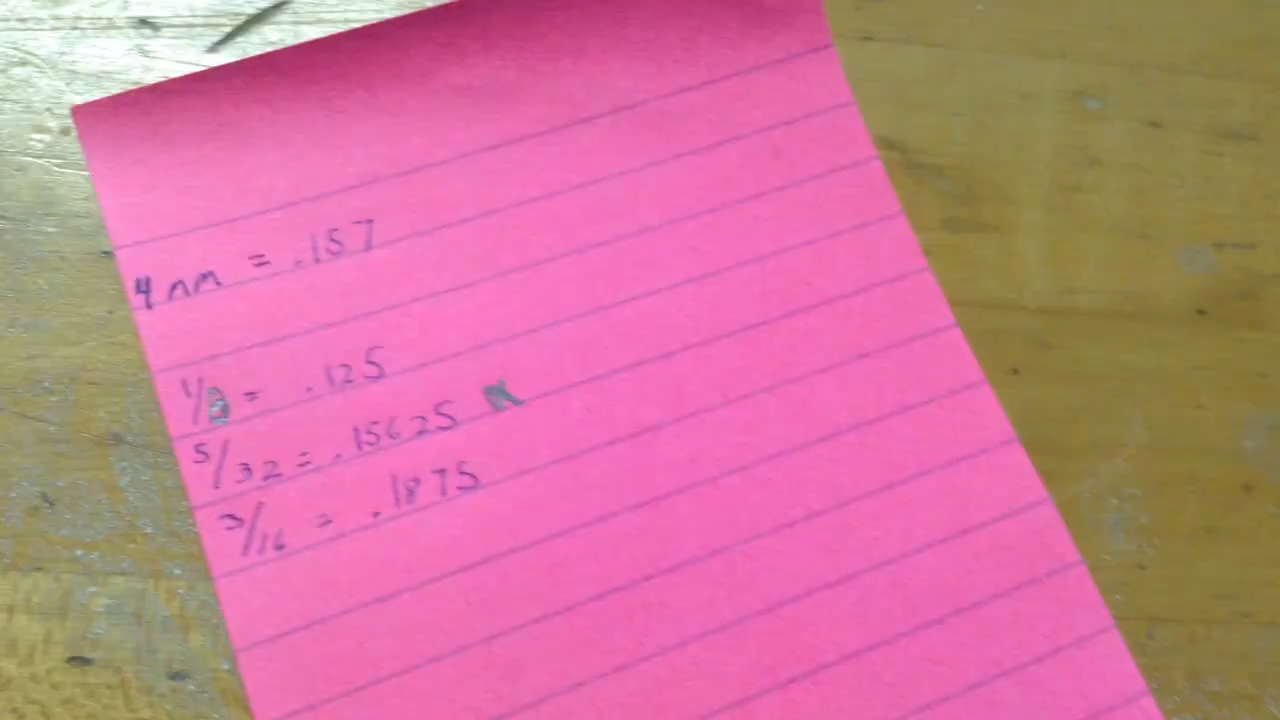 4mm = .157
1/8 = .125
5/32 = .15625
3/16 = .1875